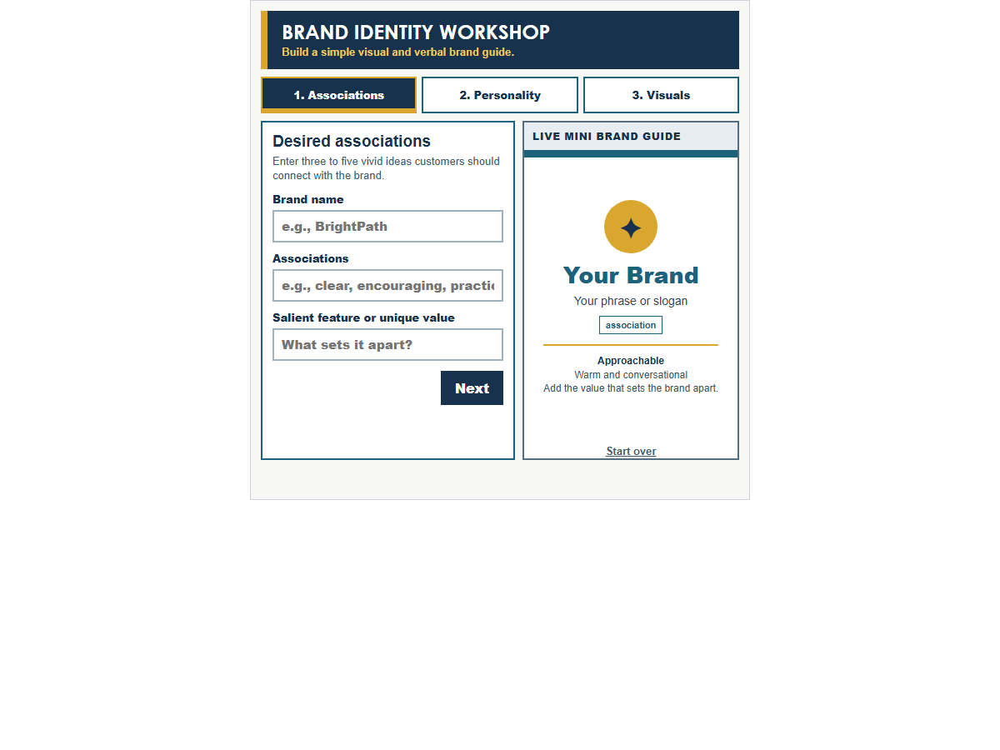 BRAND IDENTITY WORKSHOP
Build a simple visual and verbal brand guide.
1. Associations
2. Personality
3. Visuals
Desired associations
Enter three to five vivid ideas customers should
connect with the brand.
Brand name
e.g., BrightPath
Associations
e.g., clear, encouraging,
Salient feature or unique value
What sets it apart?
Next
LIVE MINI BRAND GUIDE
Your Brand
Your phrase or slogan
association
Approachable
Warm and conversational
Add the value that sets the brand apart.
Start over